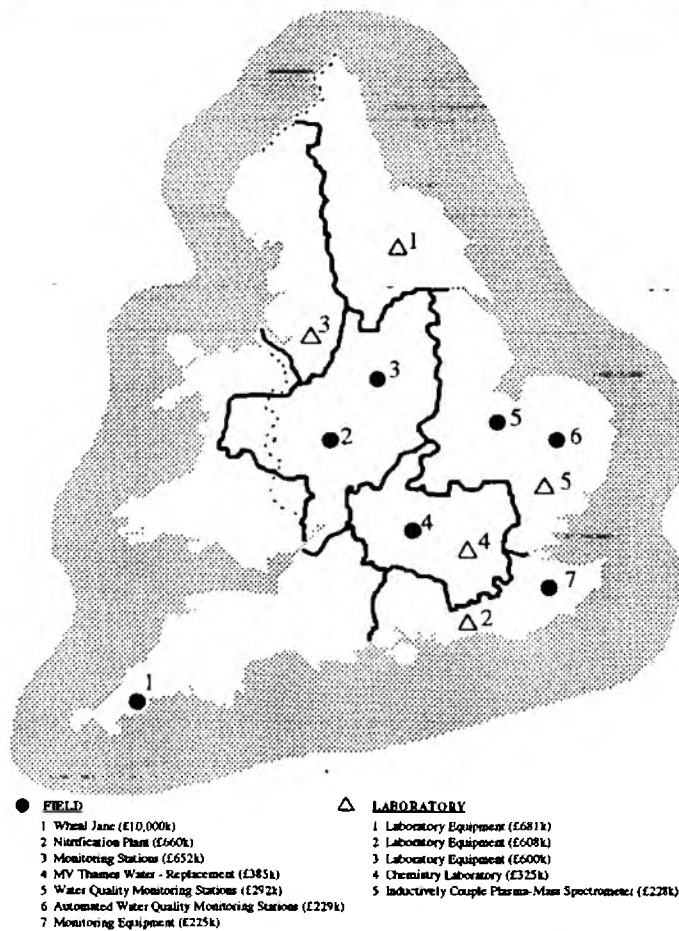 1
3
3
2
5
6
5
4
4
7
2
1
FIELD
1 Wheal Jane (£10,000k)
2 Nitrification Plant (£660k)
3 Monitoring Stations (£652k)
4 MV Thames Water - Replacement (£385k)
5 Water Quality Monitoring Stations (£292k)
6 Automated Water Quality Monitoring Stations (£229k)
7 Monitoring Equipment (£225k)
LABORATORY
1 Laboratory Equipment (£681k)
2 Laboratory Equipment (£608k)
3 Laboratory Equipment (£600k)
4 Chemistry Laboratory (£325k)
5 Inductively Couple Plasma-Mass Spectrometer (£228k)